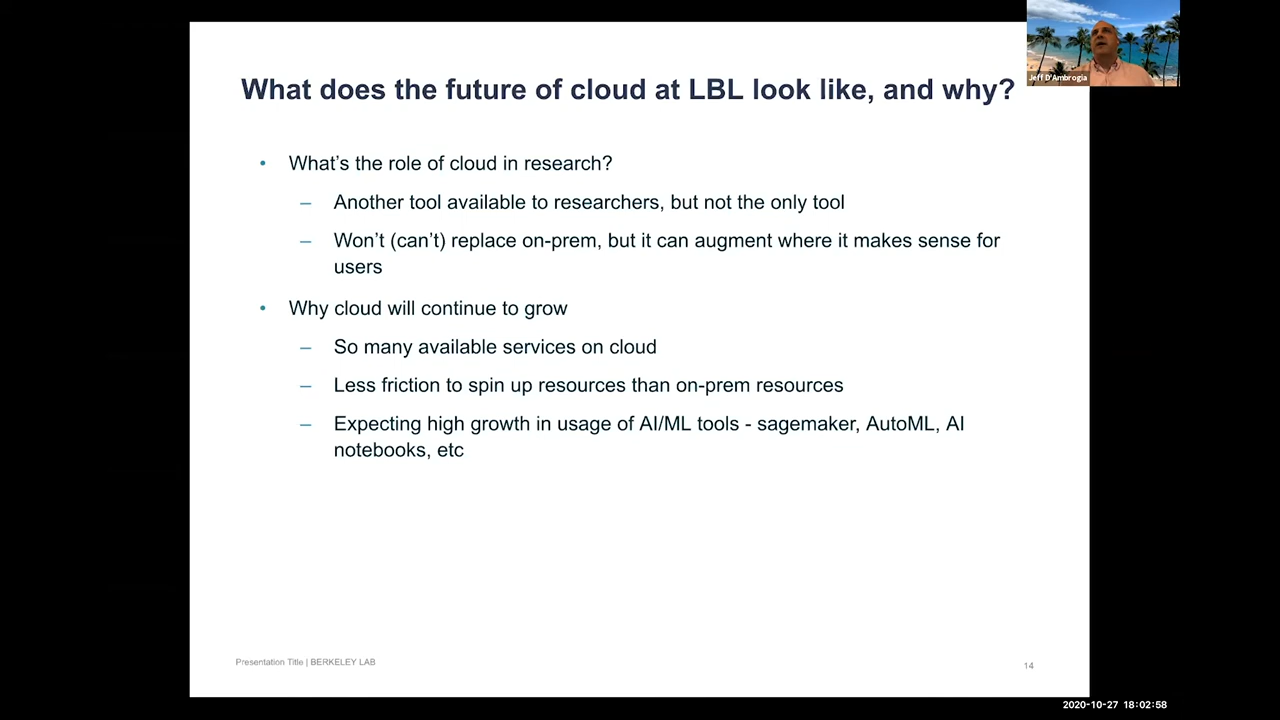 What does the future of cloud at LBL look like, and why?
Jeff D'Ambrogia
• What's the role of cloud in research?
– Another tool available to researchers, but not the only tool
– Won't (can't) replace on-prem, but it can augment where it makes sense for
users
• Why cloud will continue to grow
– So many available services on cloud
– Less friction to spin up resources than on-prem resources
– Expecting high growth in usage of AI/ML tools - sagemaker, AutoML, AI
notebooks, etc
Presentation Title | BERKELEY LAB
14
2020-10-27 18:02:58